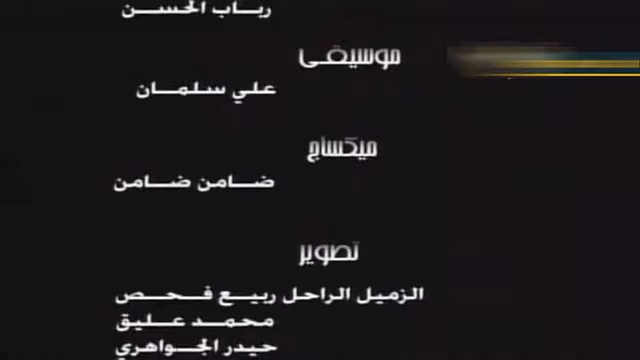 رباب الحسن
موسيقى
علي سلمان
ميكساج
ضامن ضامن
تصوير
الزميل الراحل ربيع فحص
محمد عليق
حيدر الجواهري